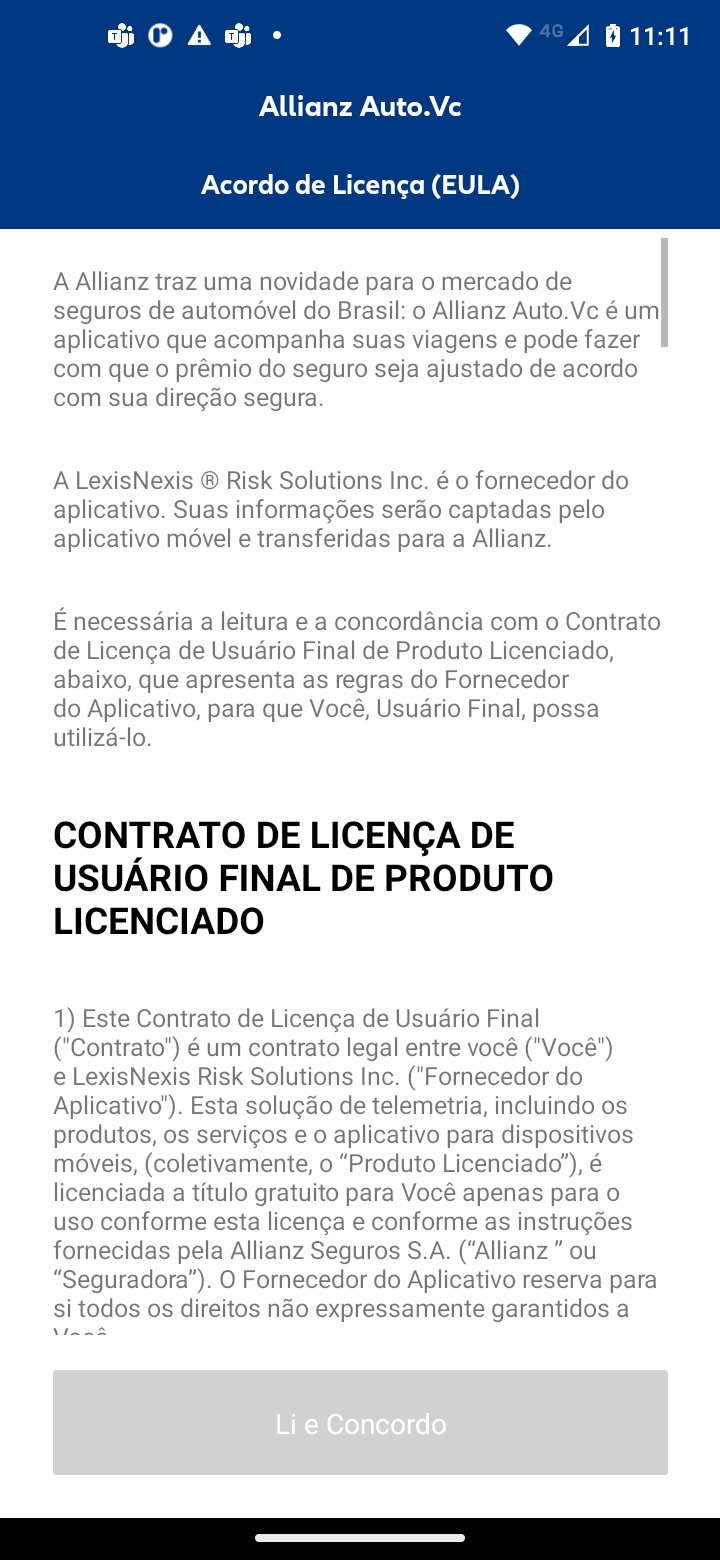 4G 11:11
Allianz Auto.Vc
Acordo de Licença (EULA)
A Allianz traz uma novidade para o mercado de
seguros de automóvel do Brasil: o Allianz Auto.Vc é um
aplicativo que acompanha suas viagens e pode fazer
com que o prêmio do seguro seja ajustado de acordo
com sua direção segura.
A LexisNexis ® Risk Solutions Inc. é o fornecedor do
aplicativo. Suas informações serão captadas pelo
aplicativo móvel e transferidas para a Allianz.
É necessária a leitura e a concordância com o Contrato
de Licença de Usuário Final de Produto Licenciado,
abaixo, que apresenta as regras do Fornecedor
do Aplicativo, para que Você, Usuário Final, possa
utilizá-lo.
CONTRATO DE LICENÇA DE
USUÁRIO FINAL DE PRODUTO
LICENCIADO
1) Este Contrato de Licença de Usuário Final
("Contrato") é um contrato legal entre você ("Você")
e LexisNexis Risk Solutions Inc. ("Fornecedor do
Aplicativo"). Esta solução de telemetria, incluindo os
produtos, os serviços e o aplicativo para dispositivos
móveis, (coletivamente, o “Produto Licenciado”), é
licenciada a título gratuito para Você apenas para o
uso conforme esta licença e conforme as instruções
fornecidas pela Allianz Seguros S.A. (“Allianz ” ou
“Seguradora”). O Fornecedor do Aplicativo reserva para
si todos os direitos não expressamente garantidos a
Li e Concordo